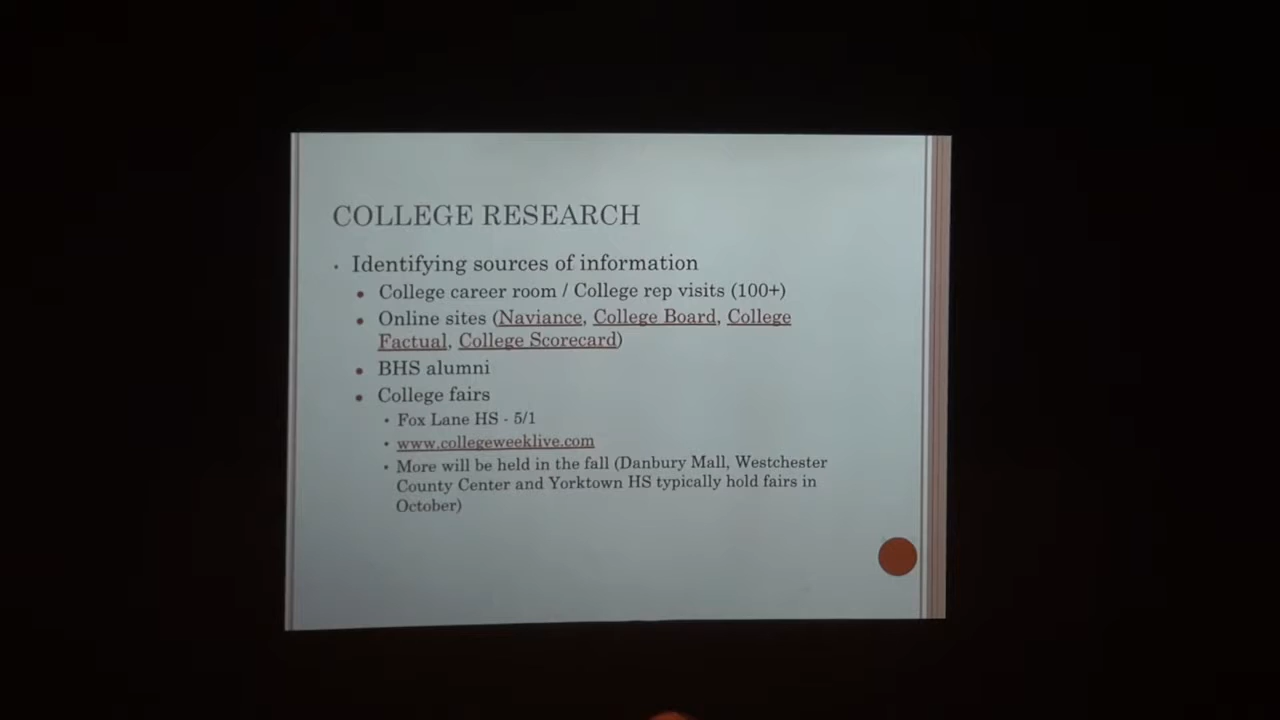 COLLEGE RESEARCH
• Identifying sources of information
• College career room / College rep visits (100+)
• Online sites (Naviance, College Board, College
Factual, College Scorecard)
• BHS alumni
• College fairs
• Fox Lane HS - 5/1
• www.collegeweeklive.com
• More will be held in the fall (Danbury Mall, Westchester
County Center and Yorktown HS typically hold fairs in
October)